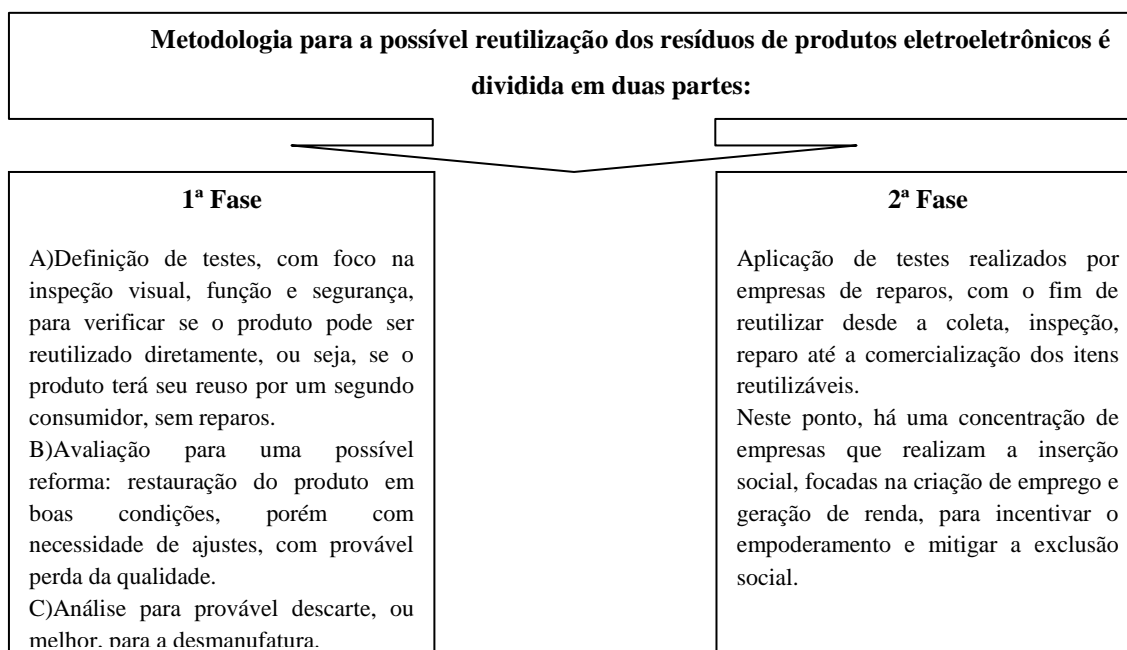 Metodologia para a possível reutilização dos resíduos de produtos eletroeletrônicos é
dividida em duas partes:
1ª Fase
A)Definição de testes, com foco na
inspeção visual, função e segurança,
para verificar se o produto pode ser
reutilizado diretamente, ou seja, se o
produto terá seu reuso por um segundo
consumidor, sem reparos.
B)Avaliação para uma possível
reforma: restauração do produto em
boas condições, porém com
necessidade de ajustes, com provável
perda da qualidade.
C)Análise para provável descarte, ou
melhor, para a desmanufatura.
2ª Fase
Aplicação de testes realizados por
empresas de reparos, com o fim de
reutilizar desde a coleta, inspeção,
reparo até a comercialização dos itens
reutilizáveis.
Neste ponto, há uma concentração de
empresas que realizam a inserção
social, focadas na criação de emprego e
geração de renda, para incentivar o
empoderamento e mitigar a exclusão
social.